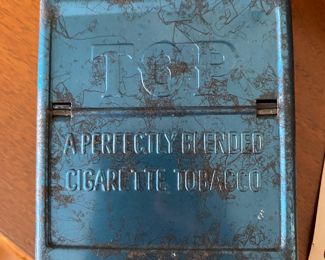 TOP
A PERFECTLY BLENDED
CIGARETTE TOBACCO